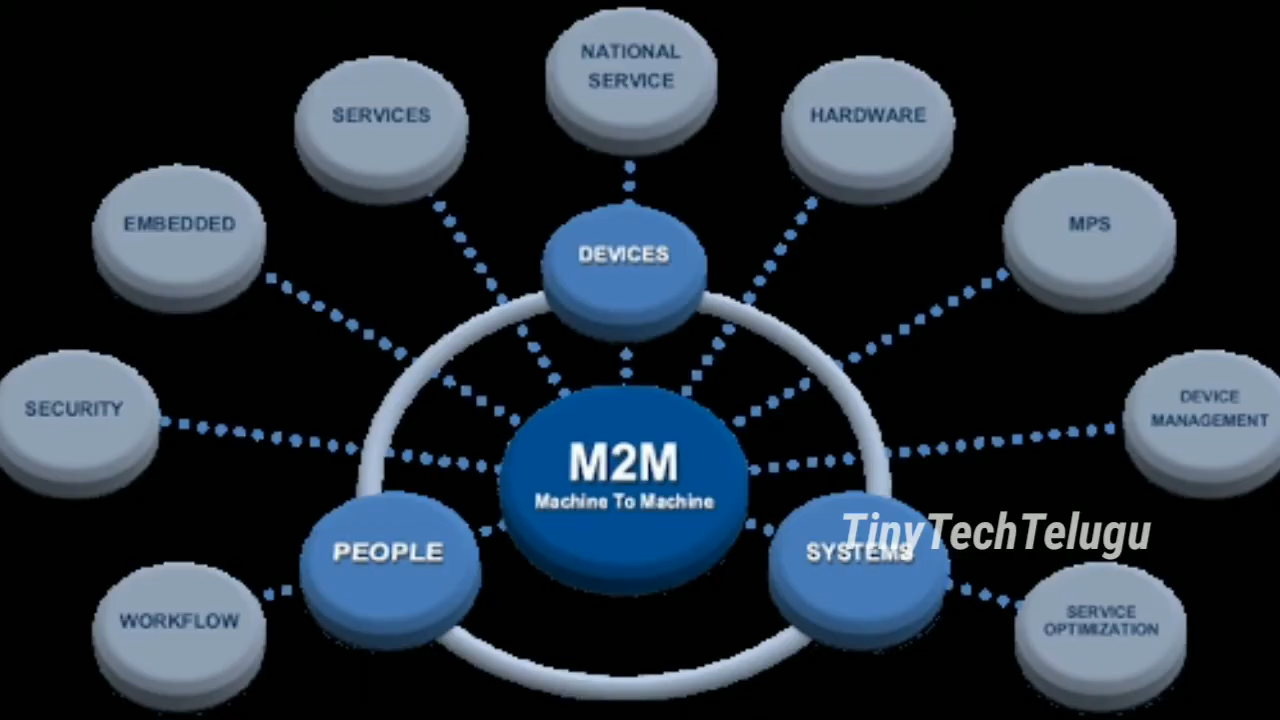 NATIONAL
SERVICE
SERVICES
HARDWARE
EMBEDDED
MPS
DEVICES
SECURITY
DEVICE
MANAGEMENT
M2M
Machine To Machine
PEOPLE
SYSTEMS
TinyTechTelugu
WORKFLOW
SERVICE
OPTIMIZATION